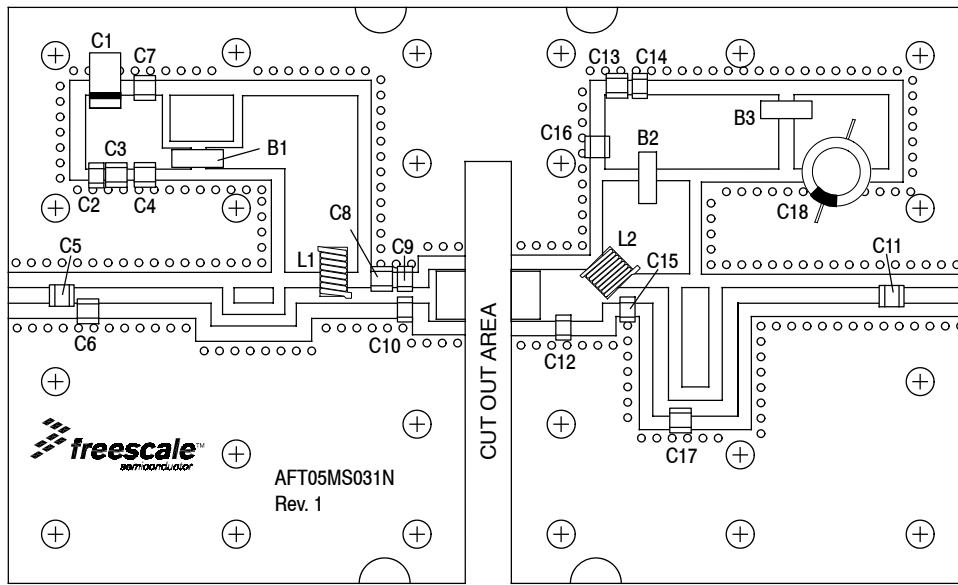 C1
C7
C13 C14
B3
C16
B2
B1
C3
C2
C4
C18
C8
C5
L1
C9
L2
C15
C11
C6
C10
C12
CUT OUT AREA
C17
freescale™
semiconductor
AFT05MS031N
Rev. 1